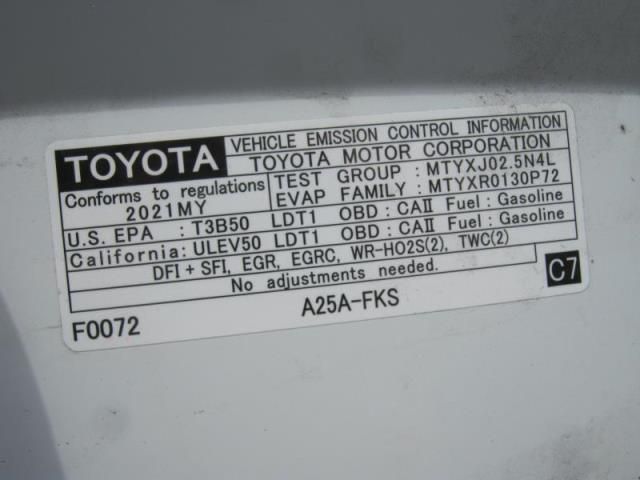 TOYOTA
VEHICLE EMISSION CONTROL INFORMATION
TOYOTA MOTOR CORPORATION
Conforms to regulations
2021MY
TEST GROUP : MTYXJ02.5N4L
EVAP FAMILY : MTYXR0130P72
U.S. EPA : T3B50 LDT1 OBD : CAII Fuel : Gasoline
California: ULEV50 LDT1 OBD : CAII Fuel : Gasoline
DFI + SFI, EGR, EGRC, WR-HO2S(2), TWC(2)
No adjustments needed.
F0072
A25A-FKS
C7